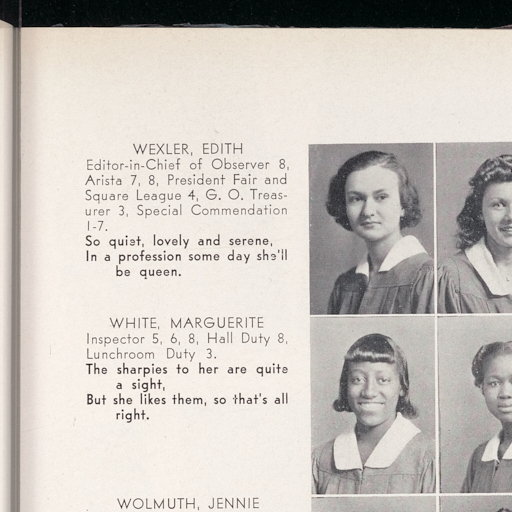 WEXLER, EDITH
Editor-in-Chief of Observer 8,
Arista 7, 8, President Fair and
Square League 4, G. O. Treas-
urer 3, Special Commendation
1-7.
So quiet, lovely and serene,
In a profession some day she'll
be queen.
WHITE, MARGUERITE
Inspector 5, 6, 8, Hall Duty 8,
Lunchroom Duty 3.
The sharpies to her are quite
a sight,
But she likes them, so that's all
right.
WOLMUTH, JENNIE